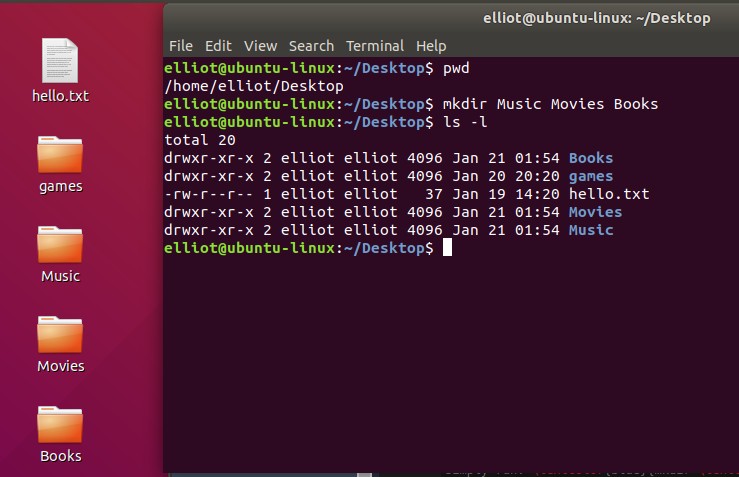 hello.txt
games
Music
Movies
Books
elliot@ubuntu-linux: ~/Desktop
File Edit View Search Terminal Help
elliot@ubuntu-linux:~/Desktop$ pwd
/home/elliot/Desktop
elliot@ubuntu-linux:~/Desktop$ mkdir Music Movies Books
elliot@ubuntu-linux:~/Desktop$ ls -l
total 20
drwxr-xr-x 2 elliot elliot 4096 Jan 21 01:54 Books
drwxr-xr-x 2 elliot elliot 4096 Jan 20 20:20 games
-rw-r--r-- 1 elliot elliot   37 Jan 19 14:20 hello.txt
drwxr-xr-x 2 elliot elliot 4096 Jan 21 01:54 Movies
drwxr-xr-x 2 elliot elliot 4096 Jan 21 01:54 Music
elliot@ubuntu-linux:~/Desktop$